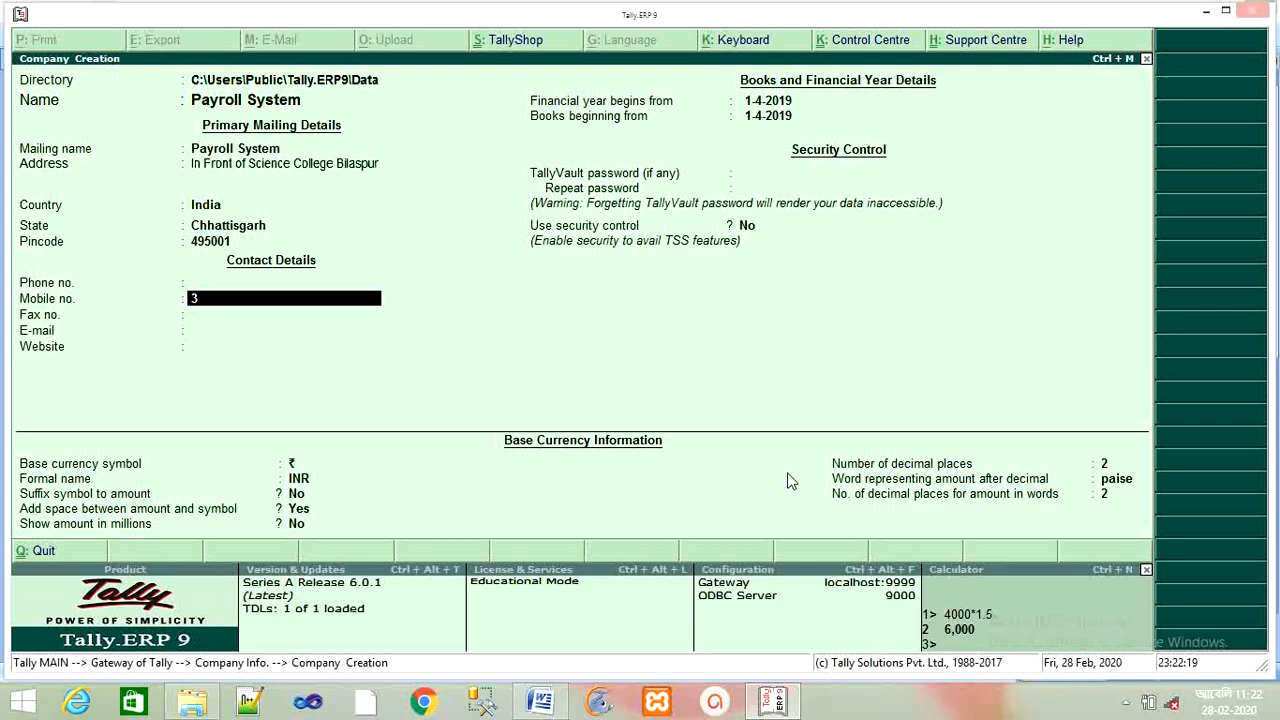 Tally.ERP 9
P: Print E: Export M: E-Mail O: Upload S: TallyShop G: Language K: Keyboard K: Control Centre H: Support Centre H: Help
Company Creation Ctrl + M
Directory : C:\Users\Public\Tally.ERP9\Data
Name : Payroll System
Primary Mailing Details
Mailing name : Payroll System
Address : In Front of Science College Bilaspur
Country : India
State : Chhattisgarh
Pincode : 495001
Contact Details
Phone no. :
Mobile no. : 3
Fax no. :
E-mail :
Website :
Books and Financial Year Details
Financial year begins from : 1-4-2019
Books beginning from : 1-4-2019
Security Control
TallyVault password (if any) :
Repeat password :
(Warning: Forgetting TallyVault password will render your data inaccessible.)
Use security control ? No
(Enable security to avail TSS features)
Base Currency Information
Base currency symbol : ₹
Formal name : INR
Suffix symbol to amount ? No
Add space between amount and symbol ? Yes
Show amount in millions ? No
Number of decimal places : 2
Word representing amount after decimal : paise
No. of decimal places for amount in words : 2
Q: Quit
Product
Tally
POWER OF SIMPLICITY
Tally.ERP 9
Version & Updates Ctrl + Alt + T
Series A Release 6.0.1
(Latest)
TDLs: 1 of 1 loaded
License & Services Ctrl + Alt + L
Educational Mode
Configuration Ctrl + Alt + F
Gateway localhost:9999
ODBC Server 9000
Calculator Ctrl + N
1> 4000*1.5
2 6,000
3>
Windows.
Tally MAIN --> Gateway of Tally --> Company Info. --> Company Creation (c) Tally Solutions Pvt. Ltd., 1988-2017 Fri, 28 Feb, 2020 23:22:19
11:22
28-02-2020